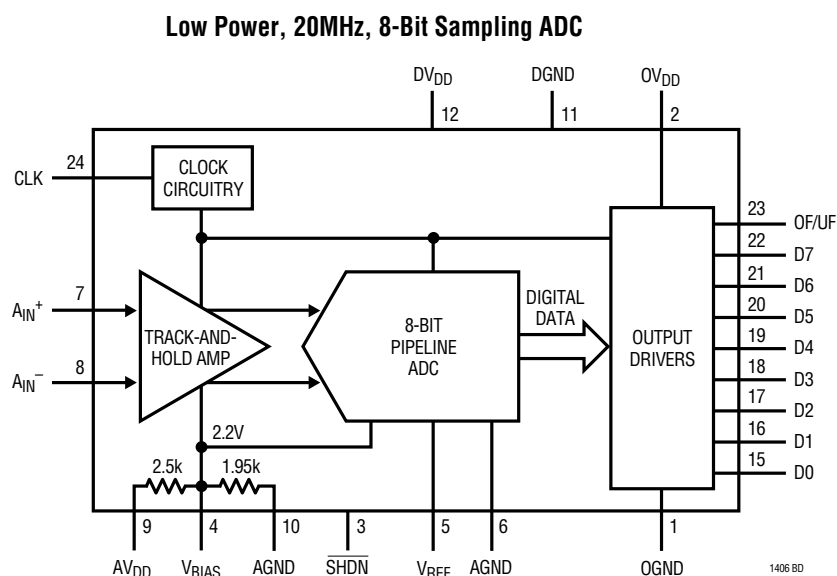 Low Power, 20MHz, 8-Bit Sampling ADC
DVDD
DGND
OVDD
12
11
2
CLK
24
CLOCK
CIRCUITRY
23
OF/UF
22
D7
21
D6
20
D5
19
D4
18
D3
17
D2
16
D1
15
D0
7
AIN+
8
AIN–
TRACK-AND-
HOLD AMP
8-BIT
PIPELINE
ADC
DIGITAL
DATA
OUTPUT
DRIVERS
2.2V
2.5k
1.95k
9
4
10
3
5
6
1
AVDD
VBIAS
AGND
SHDN
VREF
AGND
OGND
1406 BD